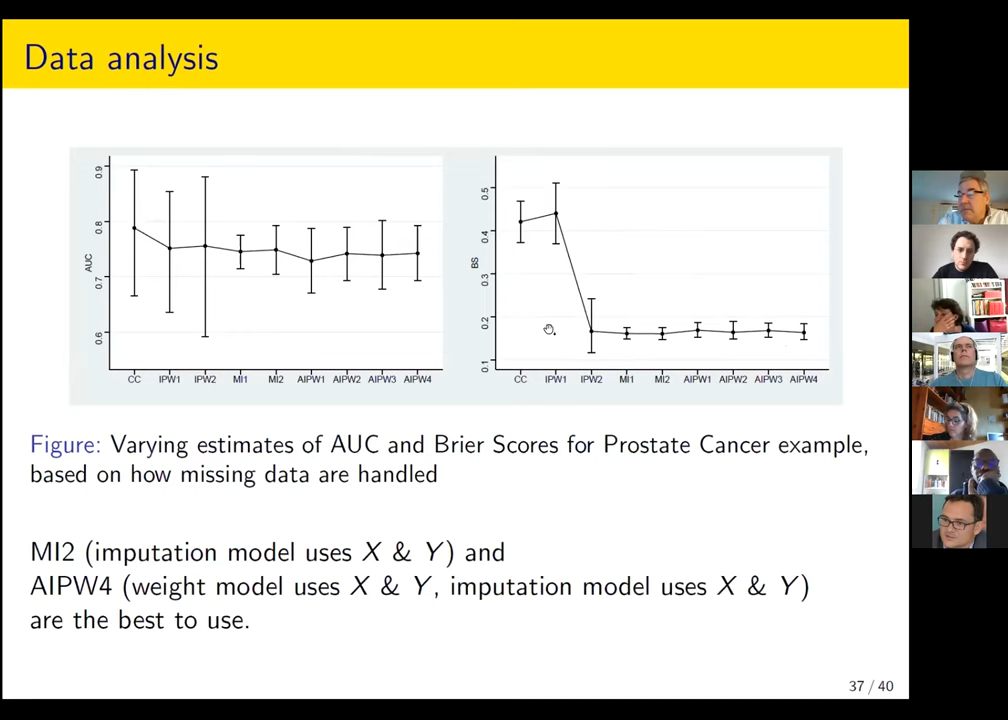 Data analysis
AUC
0.9
0.8
0.7
0.6
CC IPW1 IPW2 MI1 MI2 AIPW1 AIPW2 AIPW3 AIPW4
BS
0.5
0.4
0.3
0.2
0.1
CC IPW1 IPW2 MI1 MI2 AIPW1 AIPW2 AIPW3 AIPW4
Figure: Varying estimates of AUC and Brier Scores for Prostate Cancer example,
based on how missing data are handled
MI2 (imputation model uses X & Y) and
AIPW4 (weight model uses X & Y, imputation model uses X & Y)
are the best to use.
37 / 40